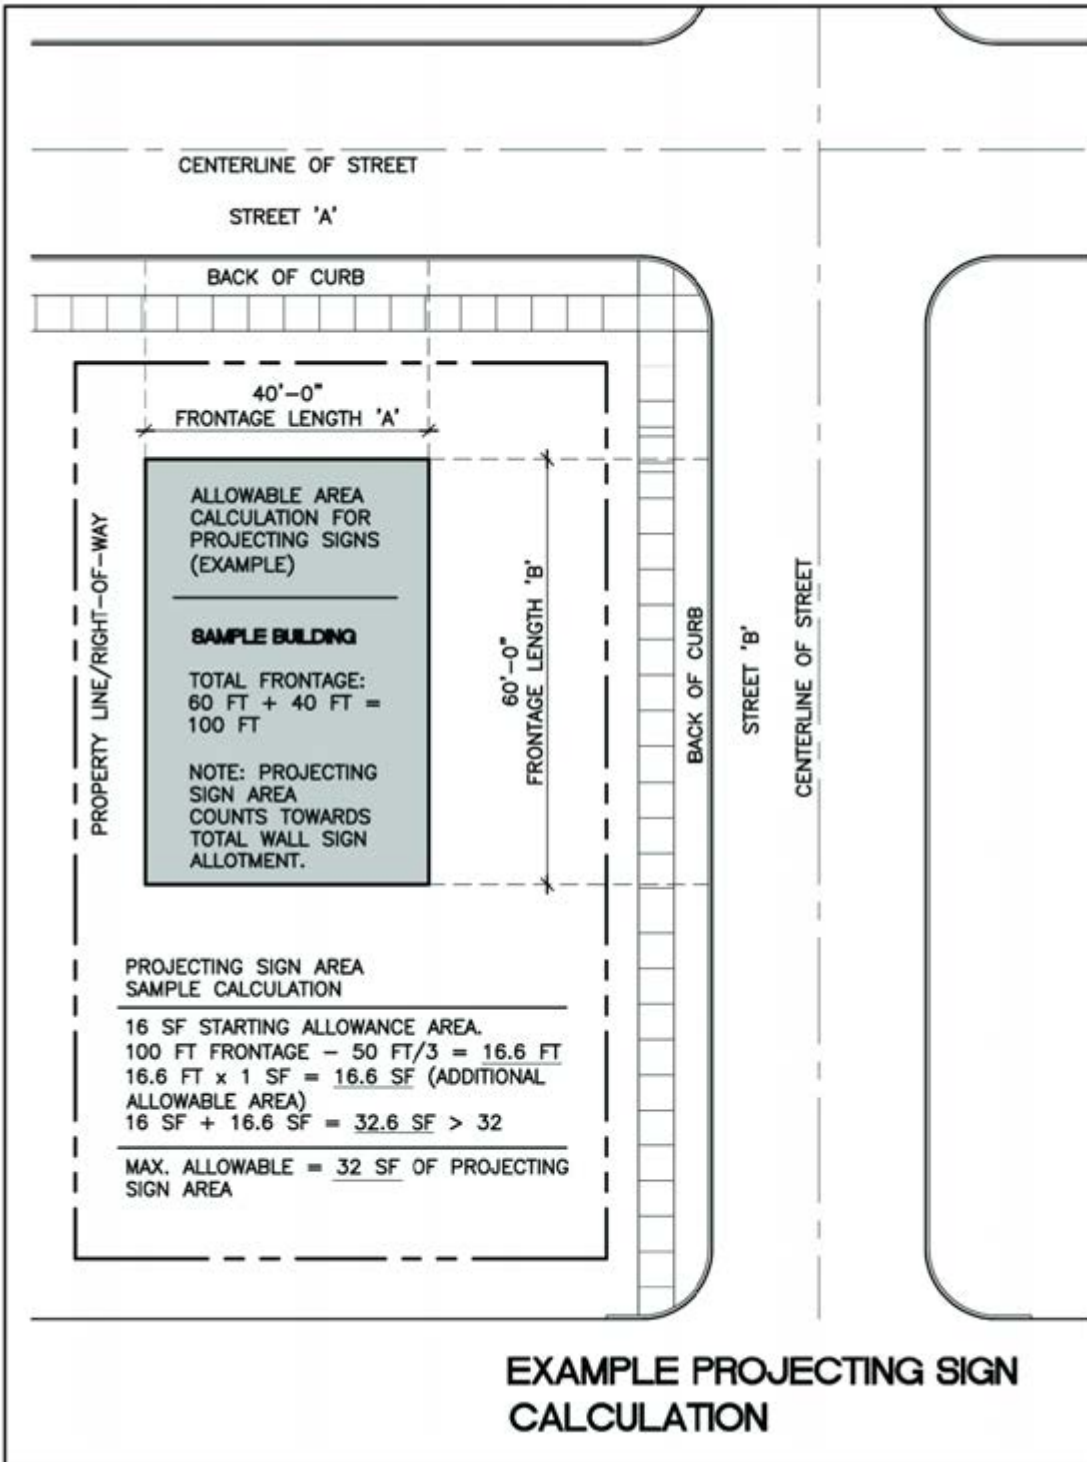 CENTERLINE OF STREET
STREET 'A'
BACK OF CURB
40'-0"
FRONTAGE LENGTH 'A'
ALLOWABLE AREA
CALCULATION FOR
PROJECTING SIGNS
(EXAMPLE)
SAMPLE BUILDING
TOTAL FRONTAGE:
60 FT + 40 FT =
100 FT
NOTE: PROJECTING
SIGN AREA
COUNTS TOWARDS
TOTAL WALL SIGN
ALLOTMENT.
PROPERTY LINE/RIGHT-OF-WAY
60'-0"
FRONTAGE LENGTH 'B'
BACK OF CURB
STREET 'B'
CENTERLINE OF STREET
PROJECTING SIGN AREA
SAMPLE CALCULATION
16 SF STARTING ALLOWANCE AREA.
100 FT FRONTAGE - 50 FT/3 = 16.6 FT
16.6 FT x 1 SF = 16.6 SF (ADDITIONAL
ALLOWABLE AREA)
16 SF + 16.6 SF = 32.6 SF > 32
MAX. ALLOWABLE = 32 SF OF PROJECTING
SIGN AREA
EXAMPLE PROJECTING SIGN
CALCULATION